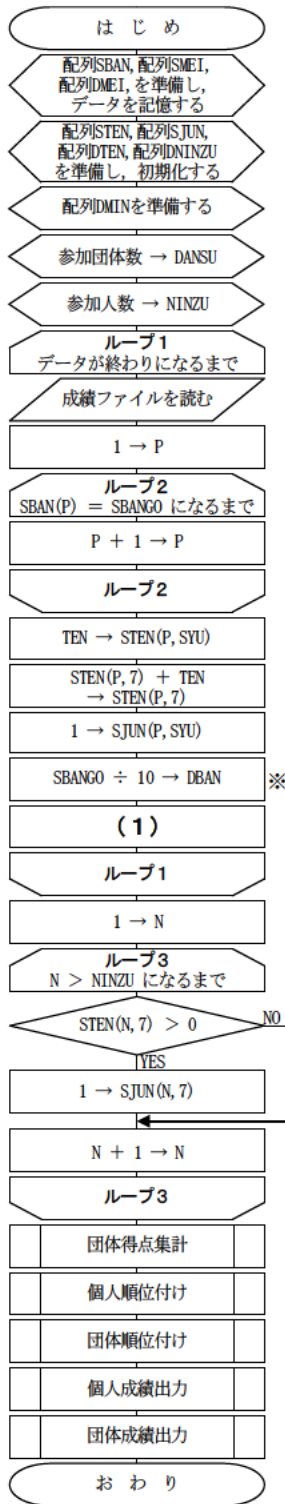 は じ め
配列SBAN,配列SMEI,
配列DMEI,を準備し,
データを記憶する
配列STEN,配列SJUN,
配列DTEN,配列DNINZU
を準備し, 初期化する
配列DMINを準備する
参加団体数 → DANSU
参加人数 → NINZU
ループ1
データが終わりになるまで
成績ファイルを読む
1 → P
ループ2
SBAN(P) = SBANGO になるまで
P + 1 → P
ループ2
TEN → STEN(P,SYU)
STEN(P,7) + TEN
→ STEN(P,7)
1 → SJUN(P,SYU)
SBANGO ÷ 10 → DBAN ※
(1)
ループ1
1 → N
ループ3
N > NINZU になるまで
STEN(N,7) > 0 NO
YES
1 → SJUN(N,7)
N + 1 → N
ループ3
団体得点集計
個人順位付け
団体順位付け
個人成績出力
団体成績出力
お わ り